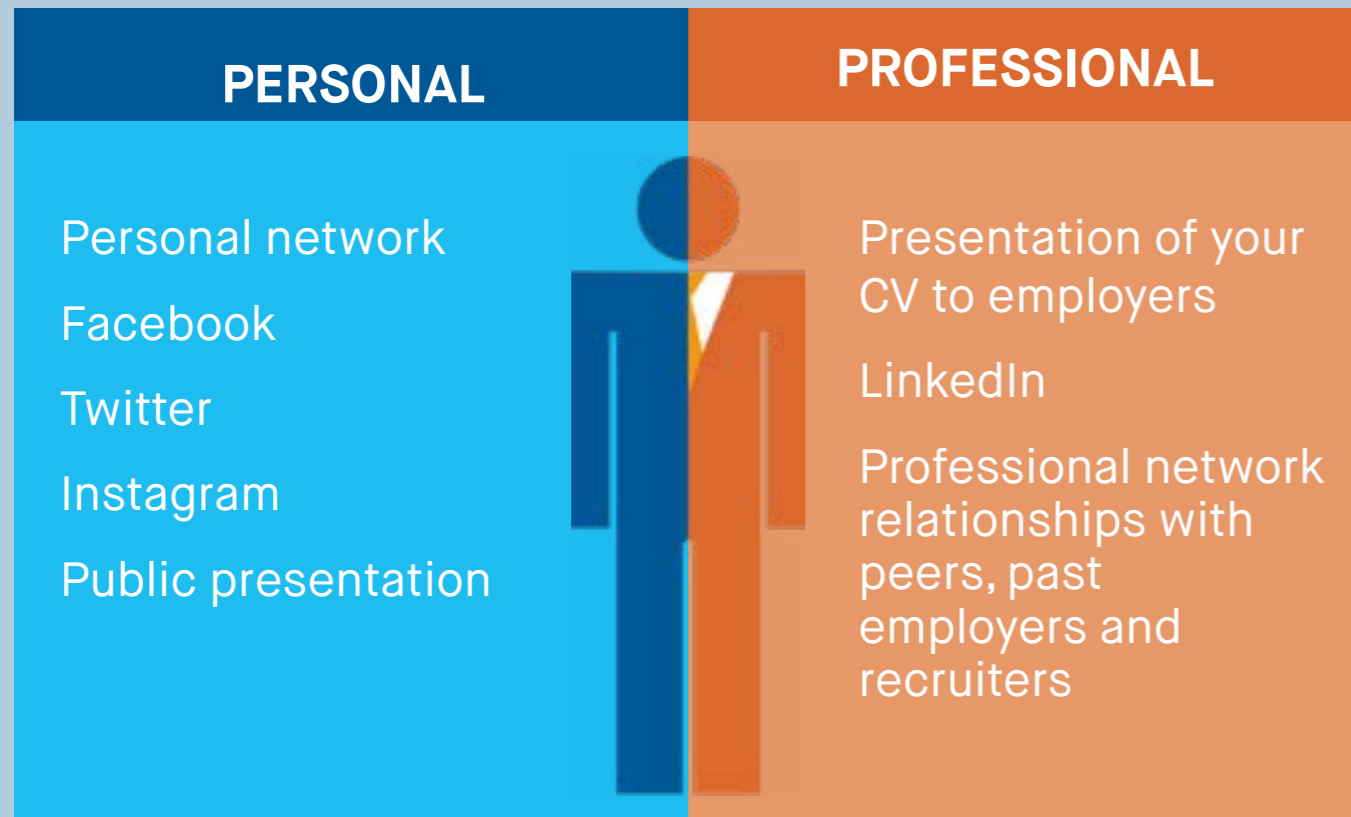 PERSONAL
Personal network
Facebook
Twitter
Instagram
Public presentation
PROFESSIONAL
Presentation of your
CV to employers
LinkedIn
Professional network
relationships with
peers, past
employers and
recruiters